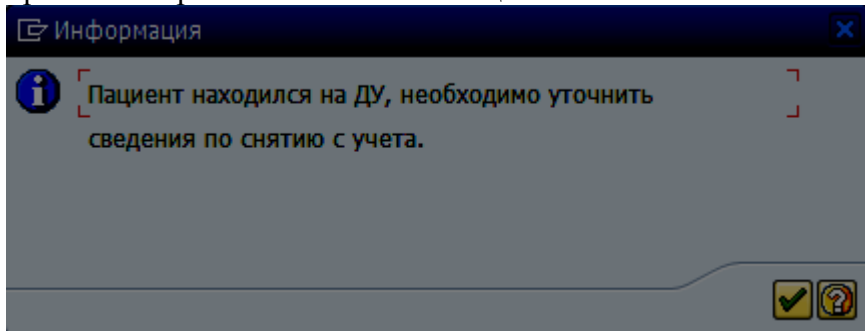 Информация
Пациент находился на ДУ, необходимо уточнить
сведения по снятию с учета.